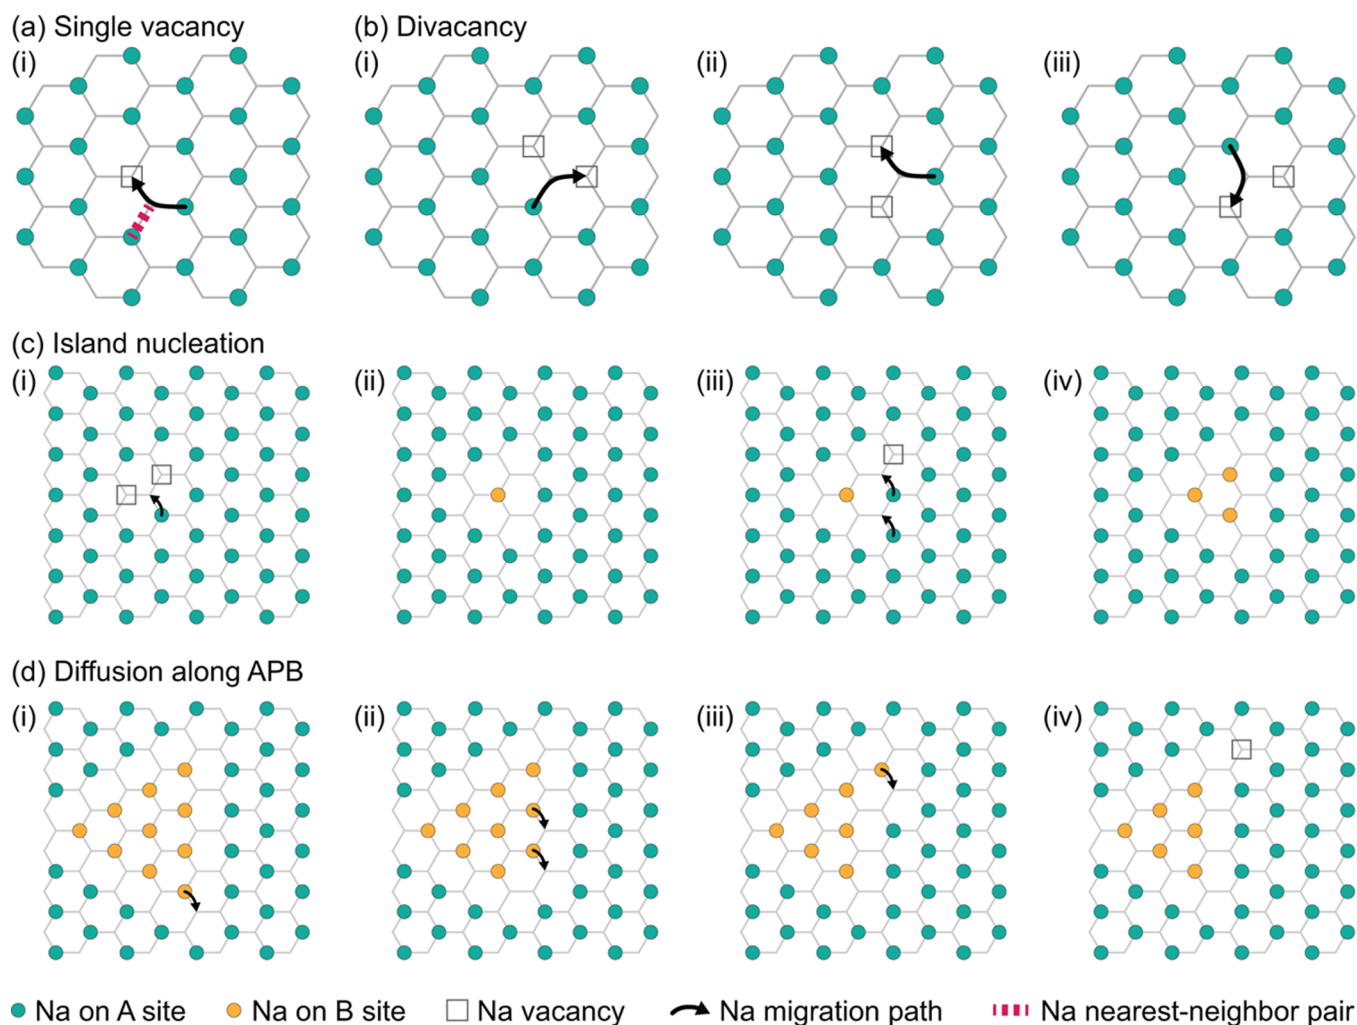 (a) Single vacancy (b) Divacancy
(i) (i) (ii) (iii)
(c) Island nucleation
(i) (ii) (iii) (iv)
(d) Diffusion along APB
(i) (ii) (iii) (iv)
Na on A site Na on B site Na vacancy Na migration path Na nearest-neighbor pair